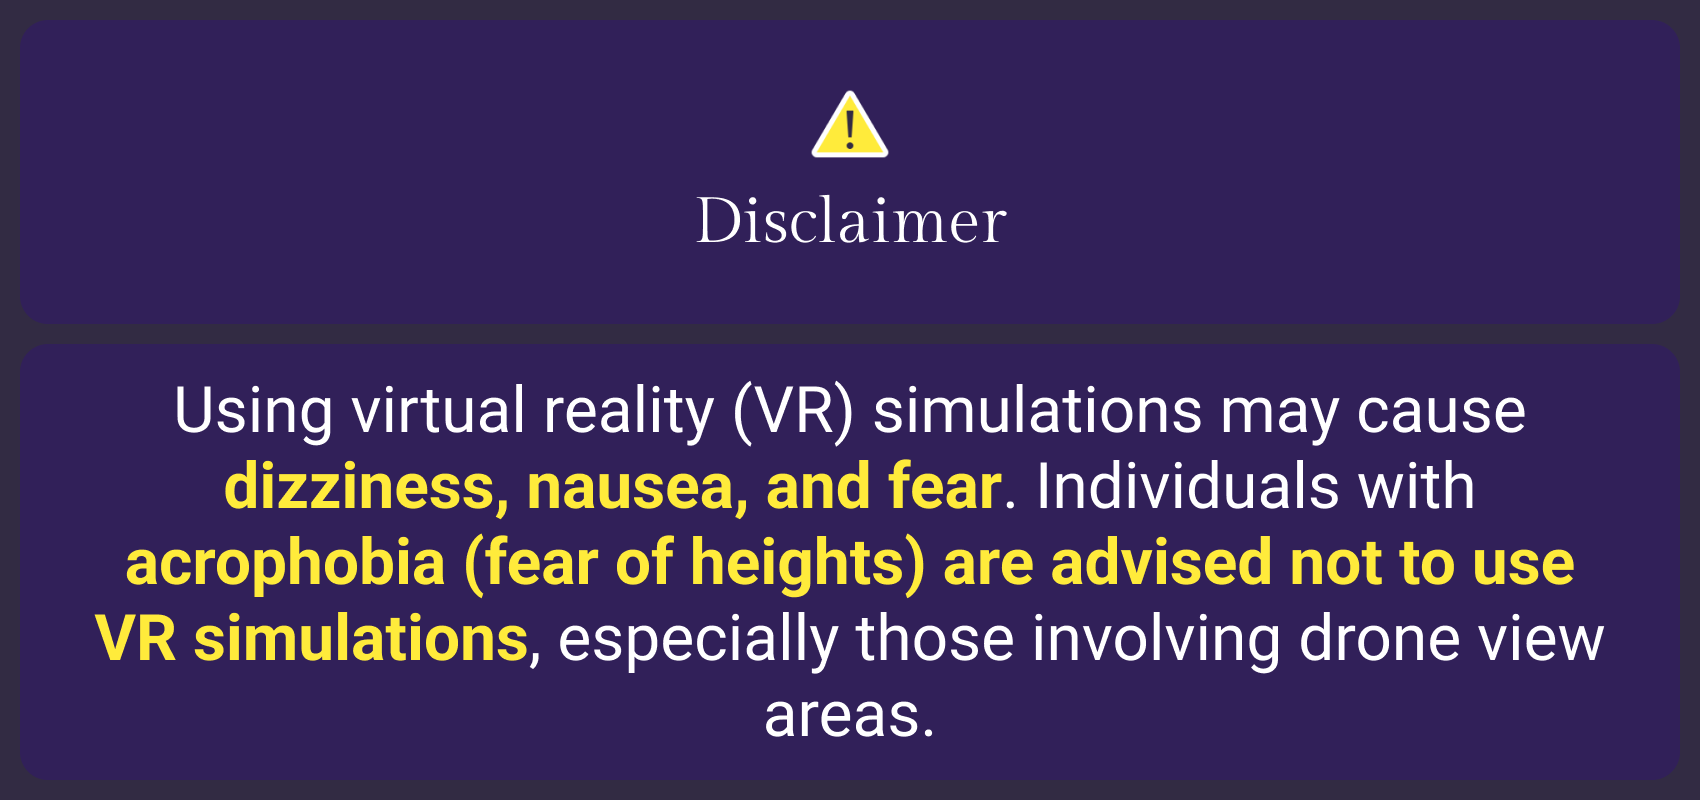 Disclaimer
Using virtual reality (VR) simulations may cause
dizziness, nausea, and fear. Individuals with
acrophobia (fear of heights) are advised not to use
VR simulations, especially those involving drone view
areas.